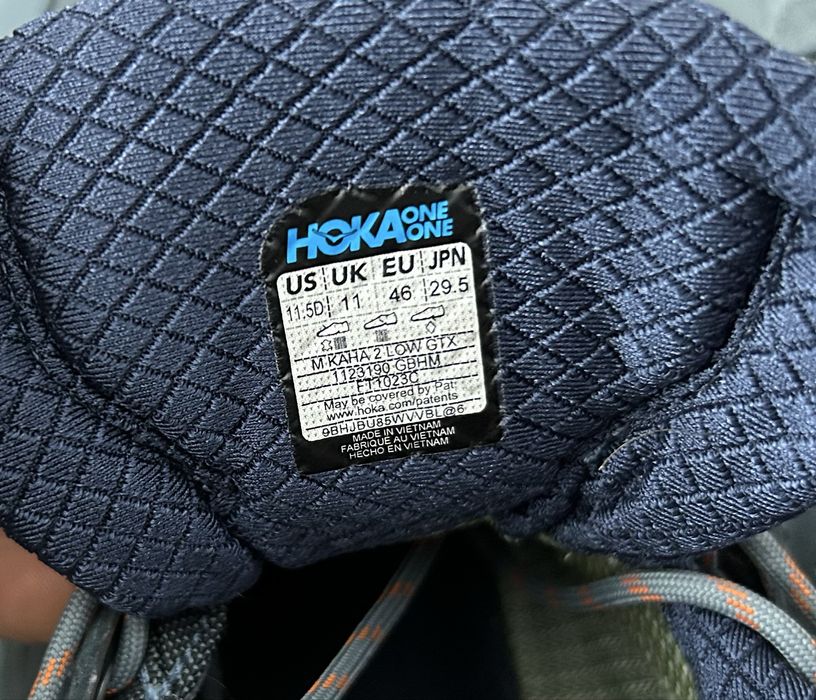 HOKA ONE ONE
US UK EU JPN
11.5D 11 46 29.5
M KAHA 2 LOW GTX
1123190 GBHM
FT1023C
May be covered by Pat:
www.hoka.com/patents
9BHJBU85WVVBL@6
MADE IN VIETNAM
FABRIQUE AU VIETNAM
HECHO EN VIETNAM